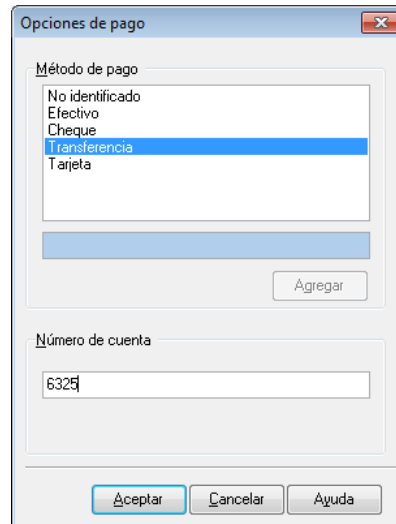 Opciones de pago
Método de pago
No identificado
Efectivo
Cheque
Transferencia
Tarjeta
Agregar
Número de cuenta
6325
Aceptar Cancelar Ayuda